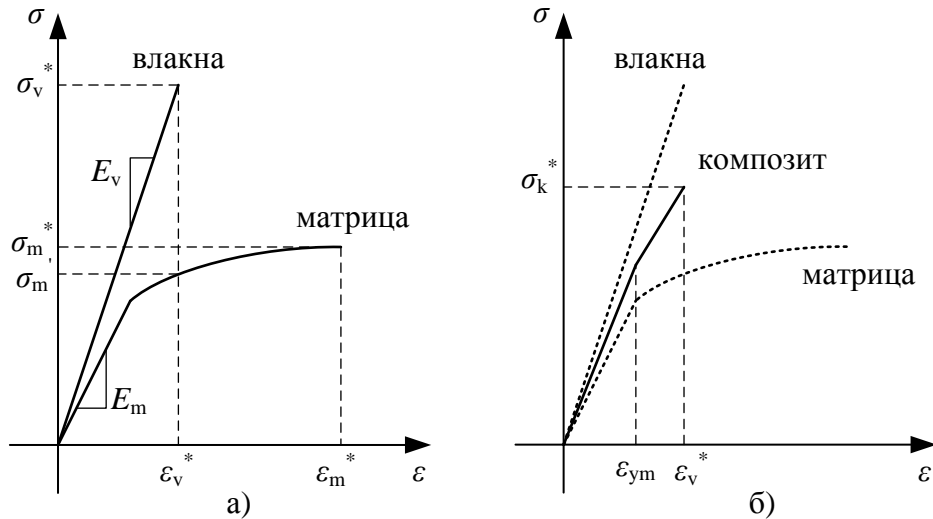 σ
влакна
σv*
Ev
матрица
σm*
σm'
Em
εv*
εm*
ε
а)
σ
влакна
композит
σk*
матрица
εym
εv*
ε
б)